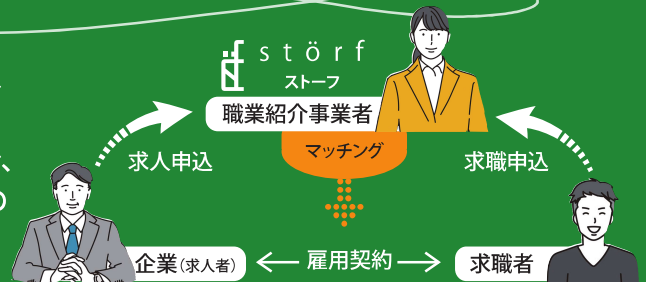 störf
ストーフ
職業紹介事業者
マッチング
求人申込
求職申込
企業(求人者)
雇用契約
求職者